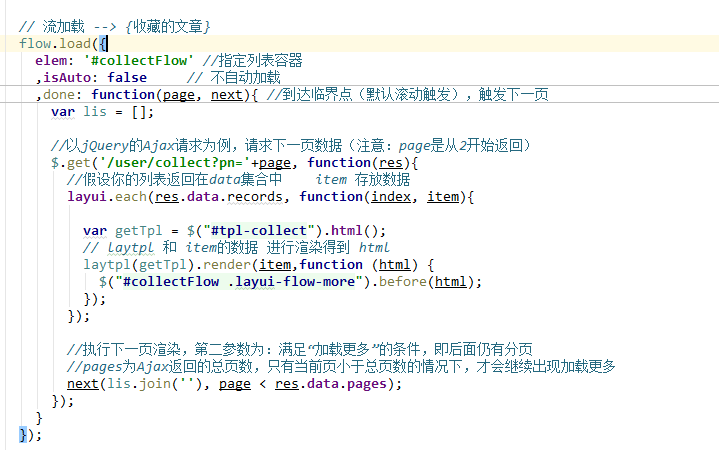 // 流加载 --> {收藏的文章}
flow.load({
elem: '#collectFlow' //指定列表容器
,isAuto: false // 不自动加载
,done: function(page, next){ //到达临界点（默认滚动触发），触发下一页
var lis = [];
//以jQuery的Ajax请求为例，请求下一页数据（注意：page是从2开始返回）
$.get('/user/collect?pn='+page, function(res){
//假设你的列表返回在data集合中 item 存放数据
layui.each(res.data.records, function(index, item){
var getTpl = $("#tpl-collect").html();
// laytpl 和 item的数据 进行渲染得到 html
laytpl(getTpl).render(item,function (html) {
$("#collectFlow .layui-flow-more").before(html);
});
});
//执行下一页渲染，第二参数为：满足“加载更多”的条件，即后面仍有分页
//pages为Ajax返回的总页数，只有当前页小于总页数的情况下，才会继续出现加载更多
next(lis.join(''), page < res.data.pages);
});
}
});